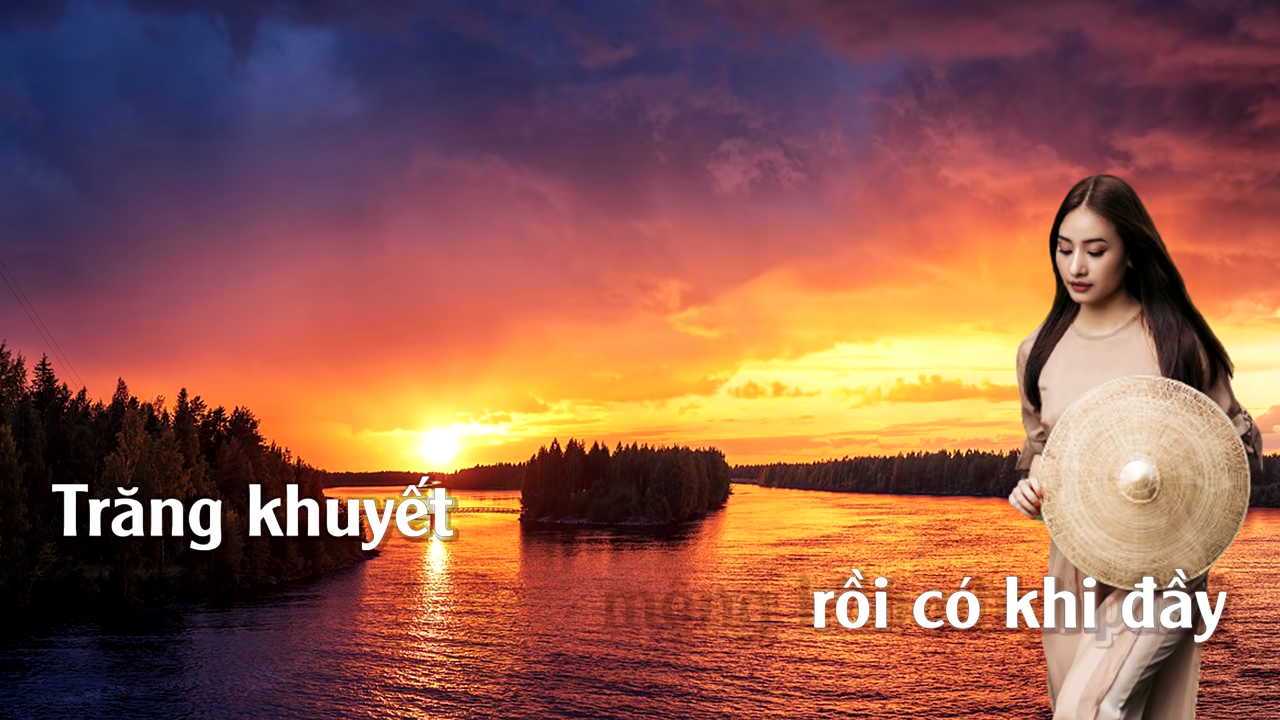 Trăng khuyết
rồi có khi đầy